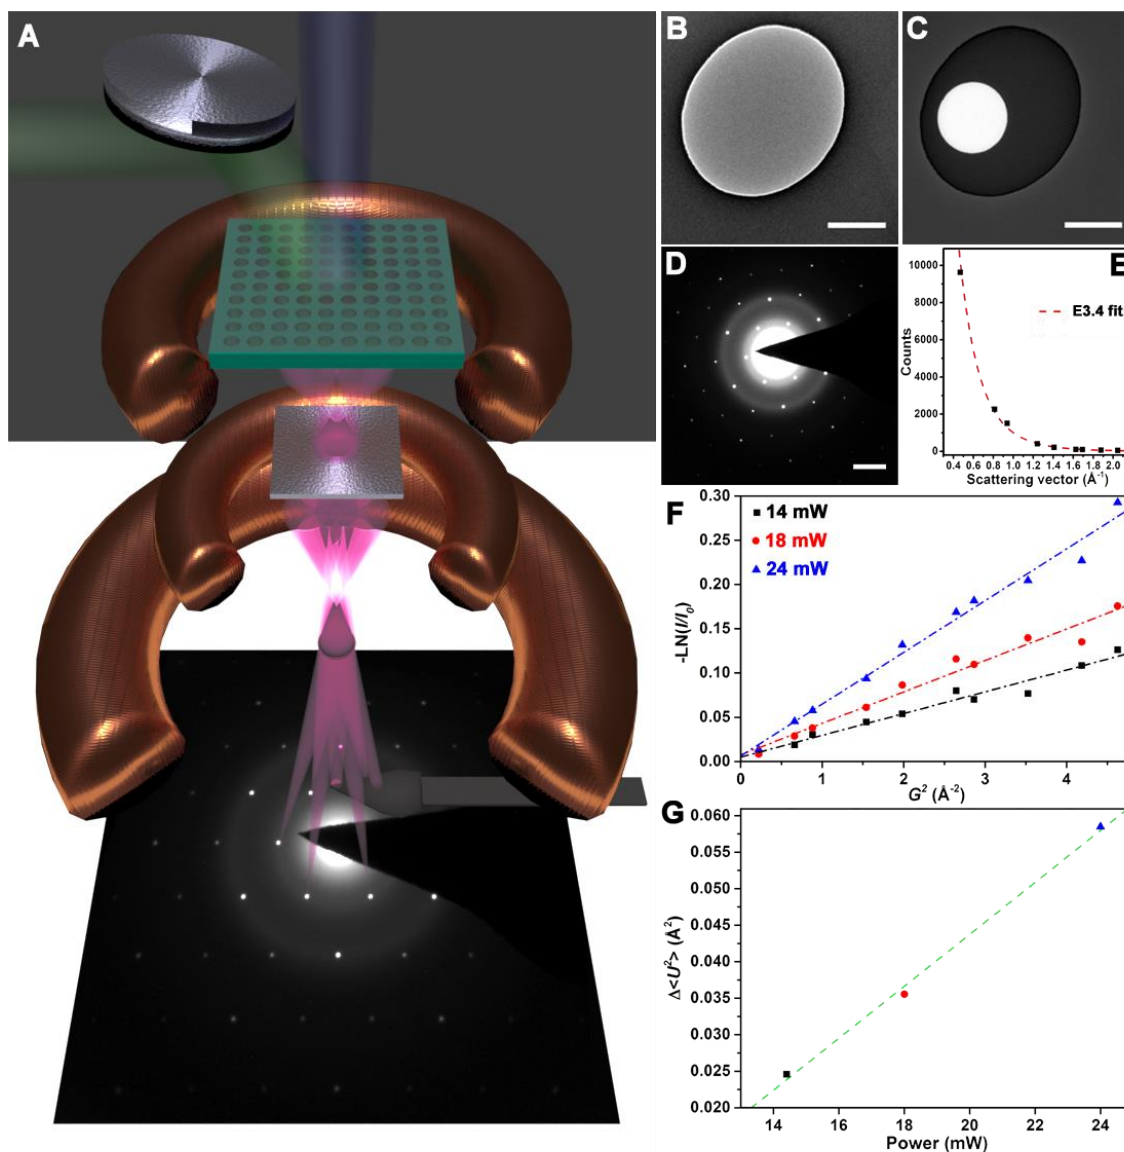 A
B
C
D
E
10000
8000
6000
4000
2000
0
Counts
E3.4 fit
0.4 0.6 0.8 1.0 1.2 1.4 1.6 1.8 2.0
Scattering vector (Å⁻¹)
F
0.30
0.25
0.20
0.15
0.10
0.05
0.00
-LN(I/I₀)
14 mW
18 mW
24 mW
0 1 2 3 4
G² (Å⁻²)
G
0.060
0.055
0.050
0.045
0.040
0.035
0.030
0.025
0.020
Δ<U²> (Å²)
14 16 18 20 22 24
Power (mW)